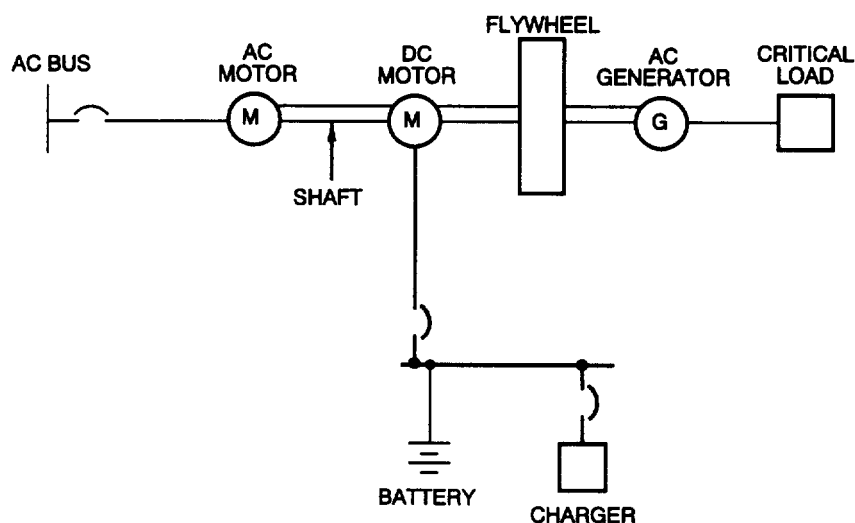 FLYWHEEL
AC BUS
AC
MOTOR
DC
MOTOR
AC
GENERATOR
CRITICAL
LOAD
M
M
G
SHAFT
BATTERY
CHARGER